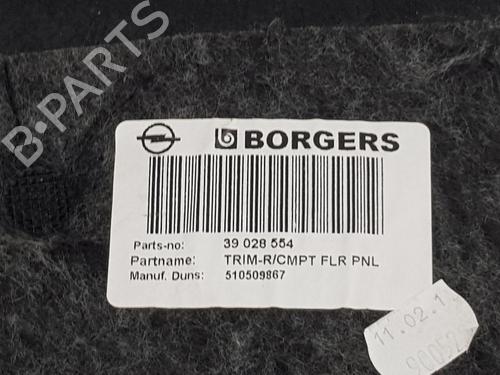 B-PARTS
BORGERS
Parts-no: 39 028 554
Partname: TRIM-R/CMPT FLR PNL
Manuf. Duns: 510509867
11.02.1